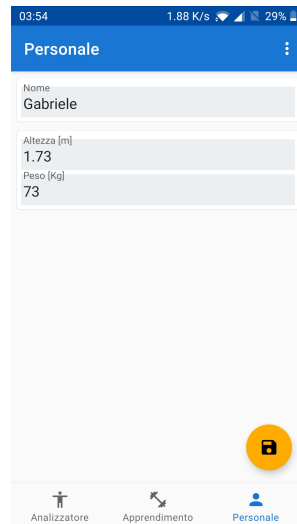 03:54 1.88 K/s 29%
Personale
Nome
Gabriele
Altezza [m]
1.73
Peso [Kg]
73
Analizzatore Apprendimento Personale